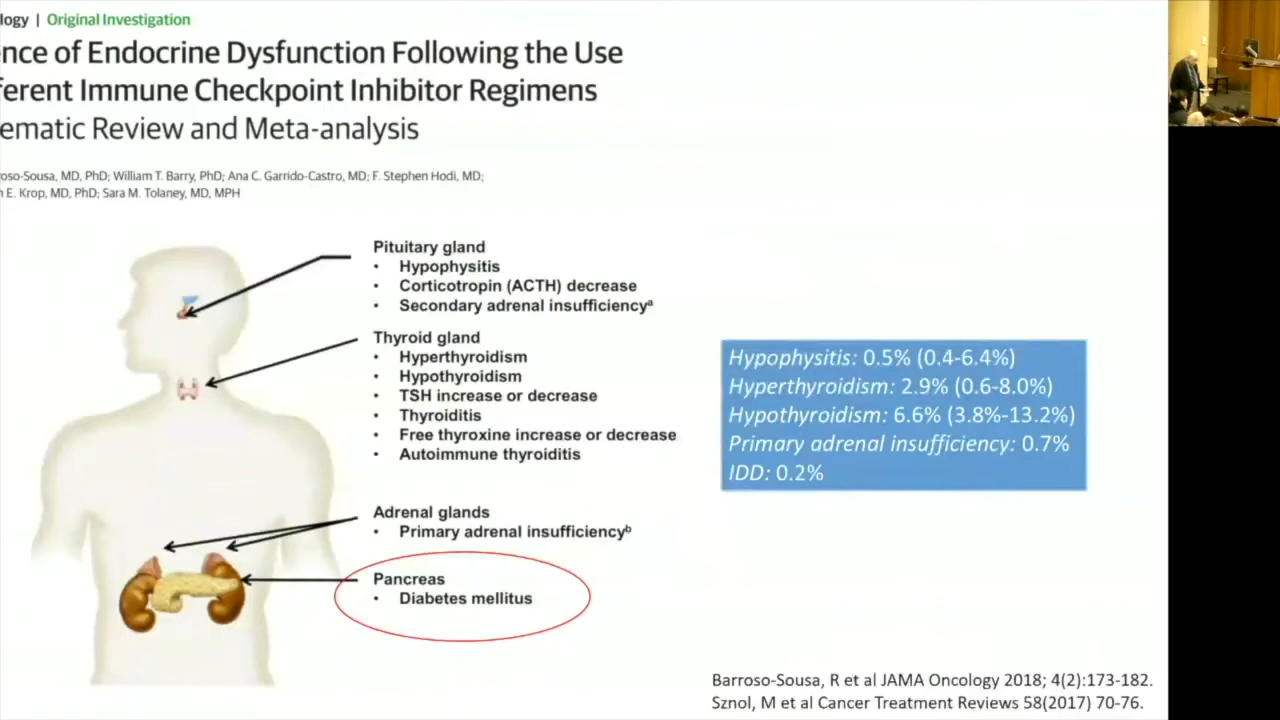 logy | Original Investigation
nce of Endocrine Dysfunction Following the Use
ferent Immune Checkpoint Inhibitor Regimens
ematic Review and Meta-analysis
oso-Sousa, MD, PhD; William T. Barry, PhD; Ana C. Garrido-Castro, MD; F. Stephen Hodi, MD;
n E. Krop, MD, PhD; Sara M. Tolaney, MD, MPH
Pituitary gland
• Hypophysitis
• Corticotropin (ACTH) decrease
• Secondary adrenal insufficiencyᵃ
Thyroid gland
• Hyperthyroidism
• Hypothyroidism
• TSH increase or decrease
• Thyroiditis
• Free thyroxine increase or decrease
• Autoimmune thyroiditis
Adrenal glands
• Primary adrenal insufficiencyᵇ
Pancreas
• Diabetes mellitus
Hypophysitis: 0.5% (0.4-6.4%)
Hyperthyroidism: 2.9% (0.6-8.0%)
Hypothyroidism: 6.6% (3.8%-13.2%)
Primary adrenal insufficiency: 0.7%
IDD: 0.2%
Barroso-Sousa, R et al JAMA Oncology 2018; 4(2):173-182.
Sznol, M et al Cancer Treatment Reviews 58(2017) 70-76.